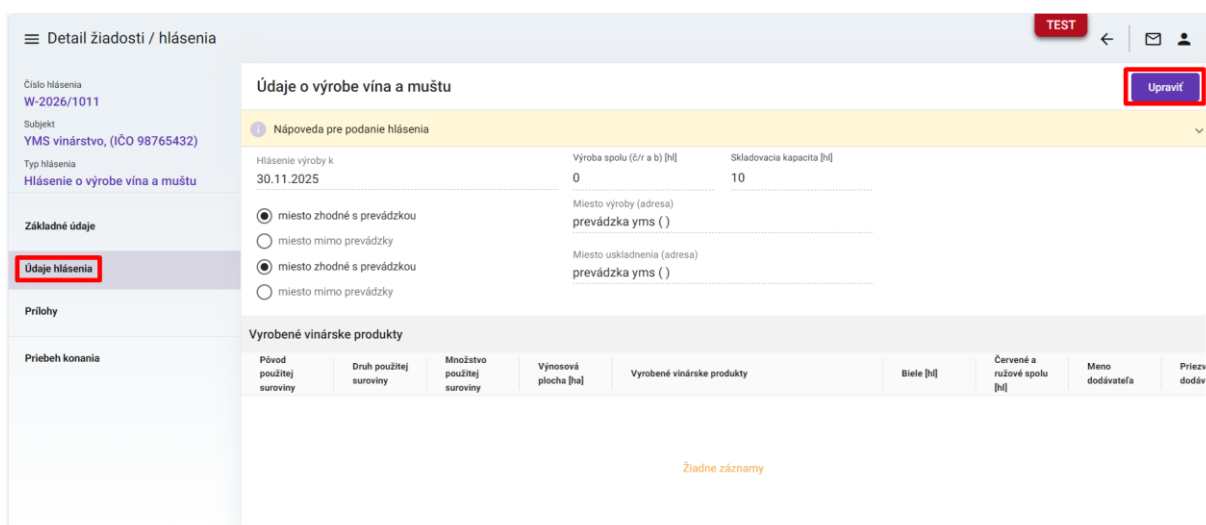 TEST
Detail žiadosti / hlásenia
Číslo hlásenia
W-2026/1011
Subjekt
YMS vinárstvo, (IČO 98765432)
Typ hlásenia
Hlásenie o výrobe vína a muštu
Základné údaje
Údaje hlásenia
Prílohy
Priebeh konania
Údaje o výrobe vína a muštu
Upraviť
Nápoveda pre podanie hlásenia
Hlásenie výroby k
30.11.2025
Výroba spolu (č/r a b) [hl]
0
Skladovacia kapacita [hl]
10
miesto zhodné s prevádzkou
miesto mimo prevádzky
Miesto výroby (adresa)
prevádzka yms ( )
miesto zhodné s prevádzkou
miesto mimo prevádzky
Miesto uskladnenia (adresa)
prevádzka yms ( )
Vyrobené vinárske produkty
Pôvod
použitej
suroviny
Druh použitej
suroviny
Množstvo
použitej
suroviny
Výnosová
plocha [ha]
Vyrobené vinárske produkty
Biele [hl]
Červené a
ružové spolu
[hl]
Meno
dodávateľa
Priezv
dodáv
Žiadne záznamy